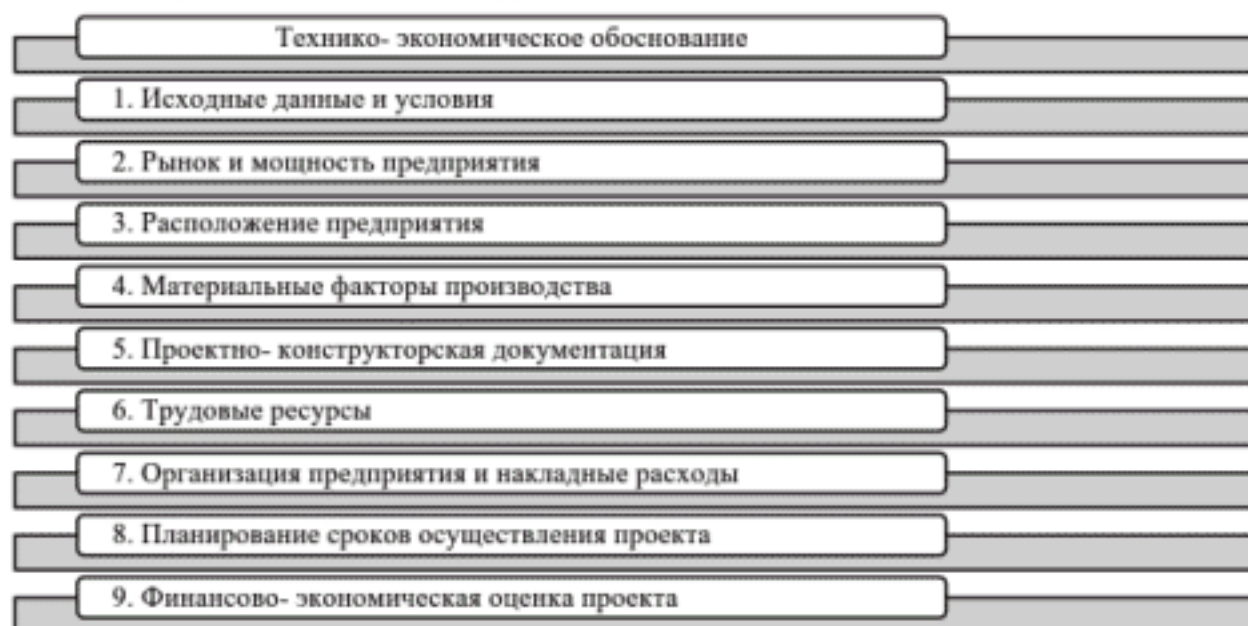 Технико- экономическое обоснование
1. Исходные данные и условия
2. Рынок и мощность предприятия
3. Расположение предприятия
4. Материальные факторы производства
5. Проектно- конструкторская документация
6. Трудовые ресурсы
7. Организация предприятия и накладные расходы
8. Планирование сроков осуществления проекта
9. Финансово- экономическая оценка проекта